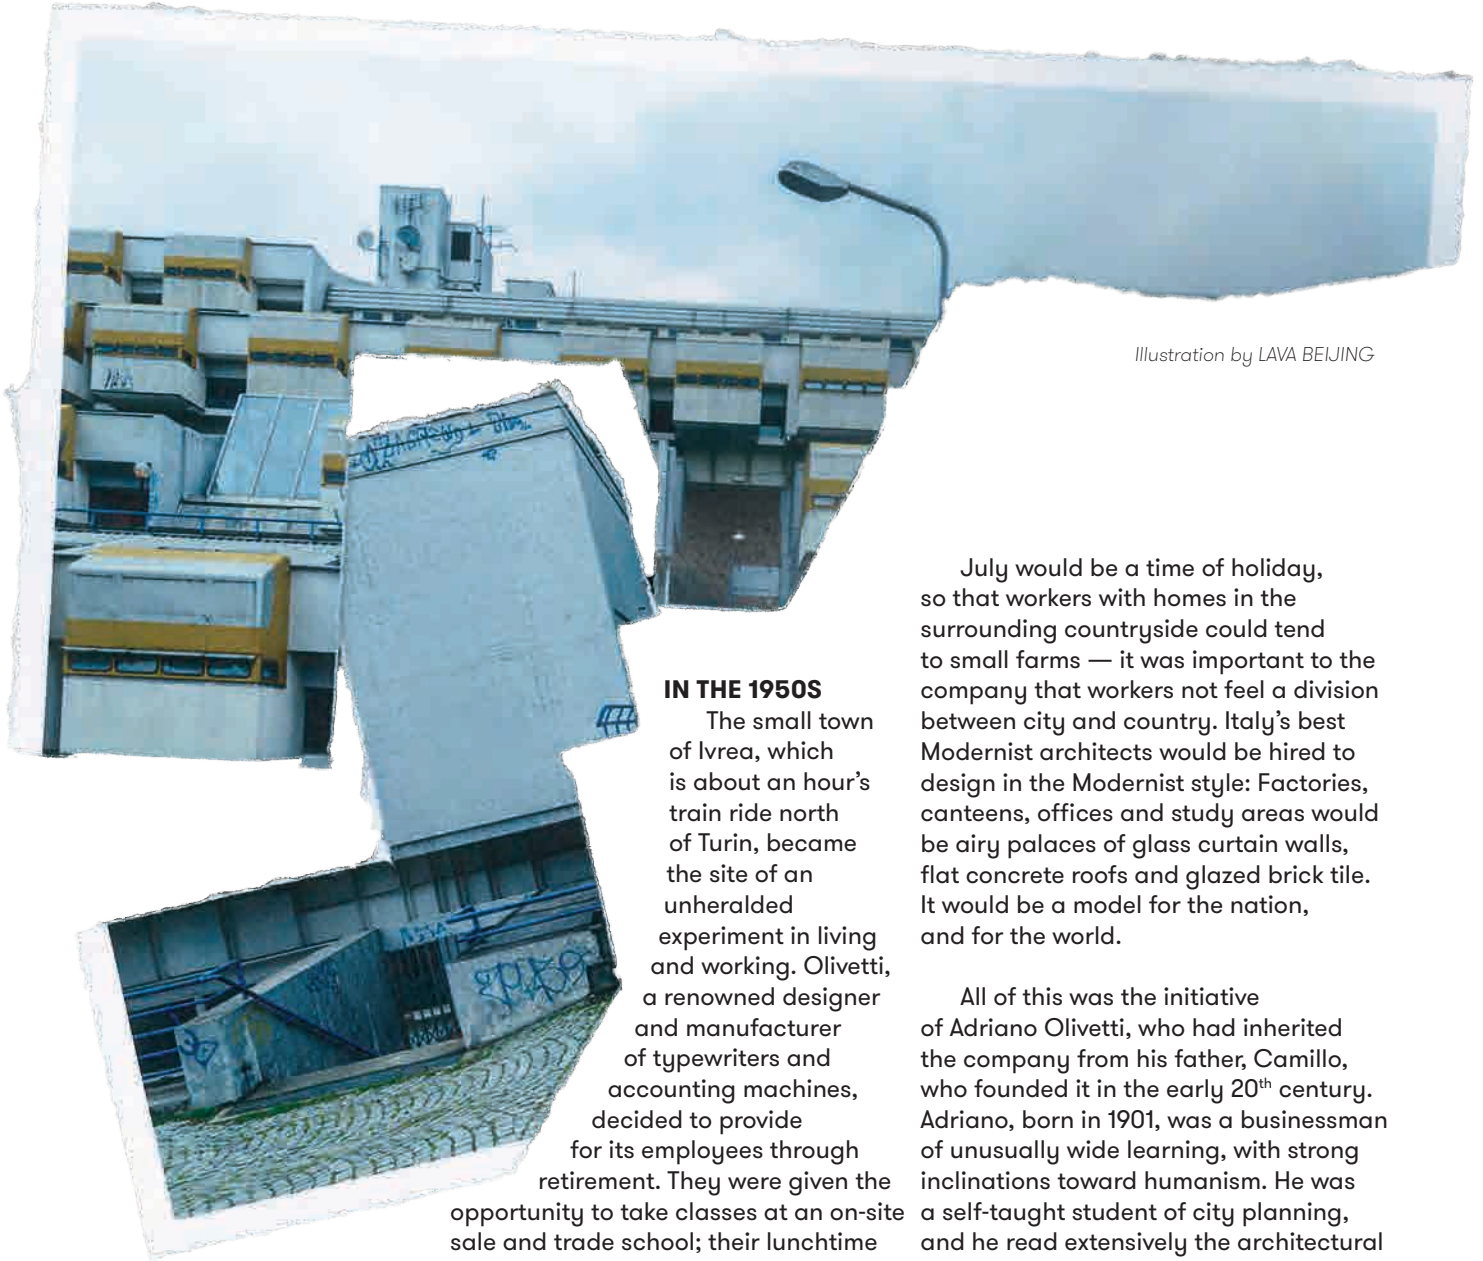 Illustration by LAVA BEIJING
IN THE 1950S
The small town
of Ivrea, which
is about an hour's
train ride north
of Turin, became
the site of an
unheralded
experiment in living
and working. Olivetti,
a renowned designer
and manufacturer
of typewriters and
accounting machines,
decided to provide
for its employees through
retirement. They were given the
opportunity to take classes at an on-site
sale and trade school; their lunchtime
July would be a time of holiday,
so that workers with homes in the
surrounding countryside could tend
to small farms — it was important to the
company that workers not feel a division
between city and country. Italy's best
Modernist architects would be hired to
design in the Modernist style: Factories,
canteens, offices and study areas would
be airy palaces of glass curtain walls,
flat concrete roofs and glazed brick tile.
It would be a model for the nation,
and for the world.
All of this was the initiative
of Adriano Olivetti, who had inherited
the company from his father, Camillo,
who founded it in the early 20th century.
Adriano, born in 1901, was a businessman
of unusually wide learning, with strong
inclinations toward humanism. He was
a self-taught student of city planning,
and he read extensively the architectural